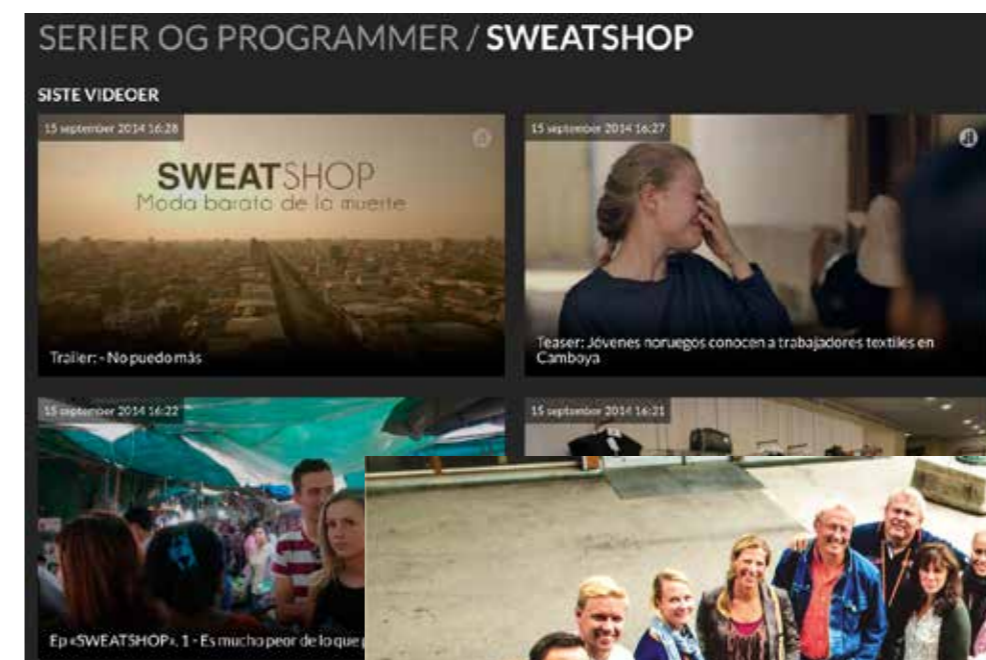 SERIER OG PROGRAMMER / SWEATSHOP
SISTE VIDEOER
15 september 2014 16:28
SWEATSHOP
Moda barata de la muerte
Trailer: - No puedo más
15 september 2014 16:27
Teaser: Jóvenes noruegos conocen a trabajadores textiles en
Camboya
15 september 2014 16:22
Ep «SWEATSHOP». 1 - Es mucho peor de lo que
15 september 2014 16:21